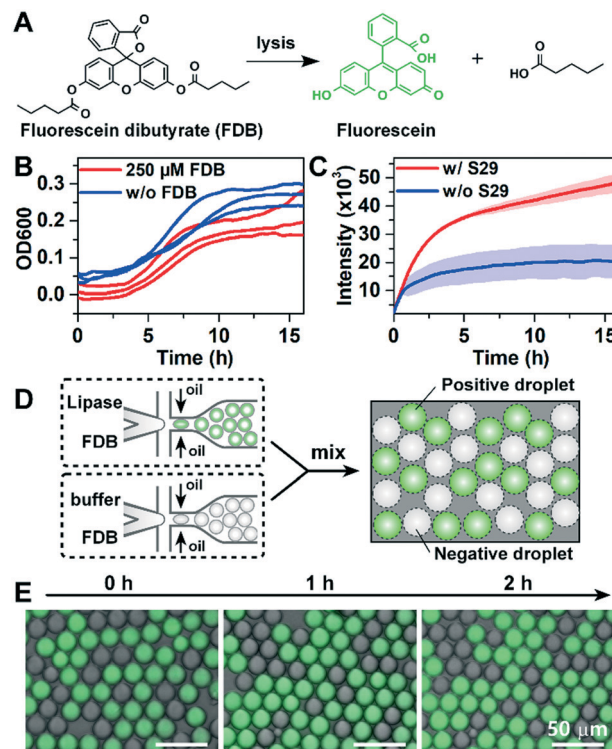 A
lysis
+
O
O
O
O
O
O
O
O
OH
HO
O
O
O
HO
Fluorescein dibutyrate (FDB)
Fluorescein
B
250 µM FDB
w/o FDB
OD600
0.3
0.2
0.1
0.0
0
5
10
15
Time (h)
C
w/ S29
w/o S29
Intensity (x10³)
50
40
30
20
10
0
5
10
15
Time (h)
D
Lipase
FDB
oil
oil
buffer
FDB
oil
oil
mix
Positive droplet
Negative droplet
E
0 h
1 h
2 h
50 µm